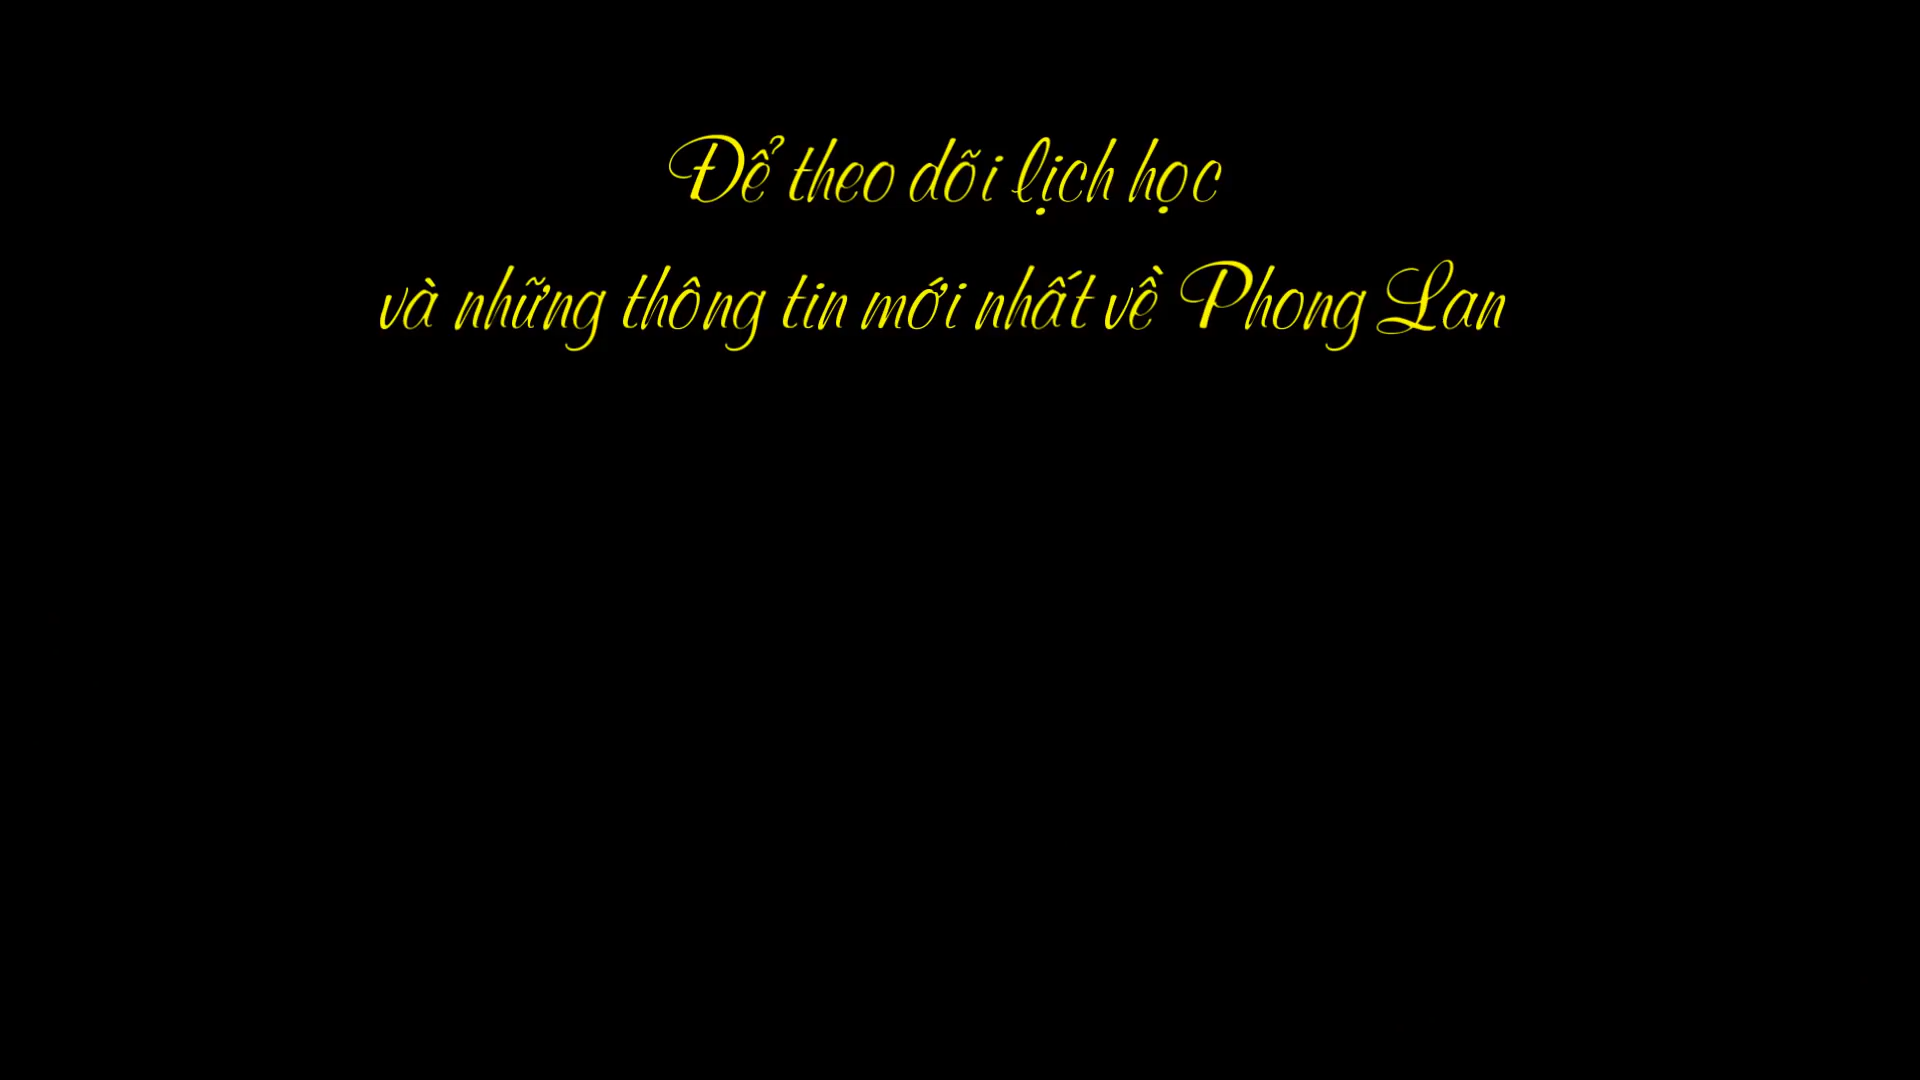 Để theo dõi lịch học
và những thông tin mới nhất về Phong Lan